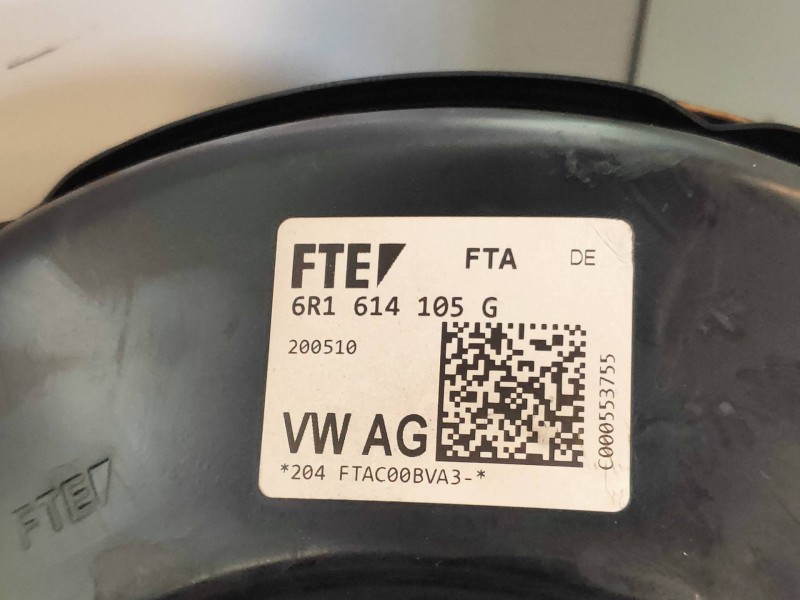 FTE FTA DE
6R1 614 105 G
200510
C000553755
VW AG
*204 FTAC00BVA3-*
FTE